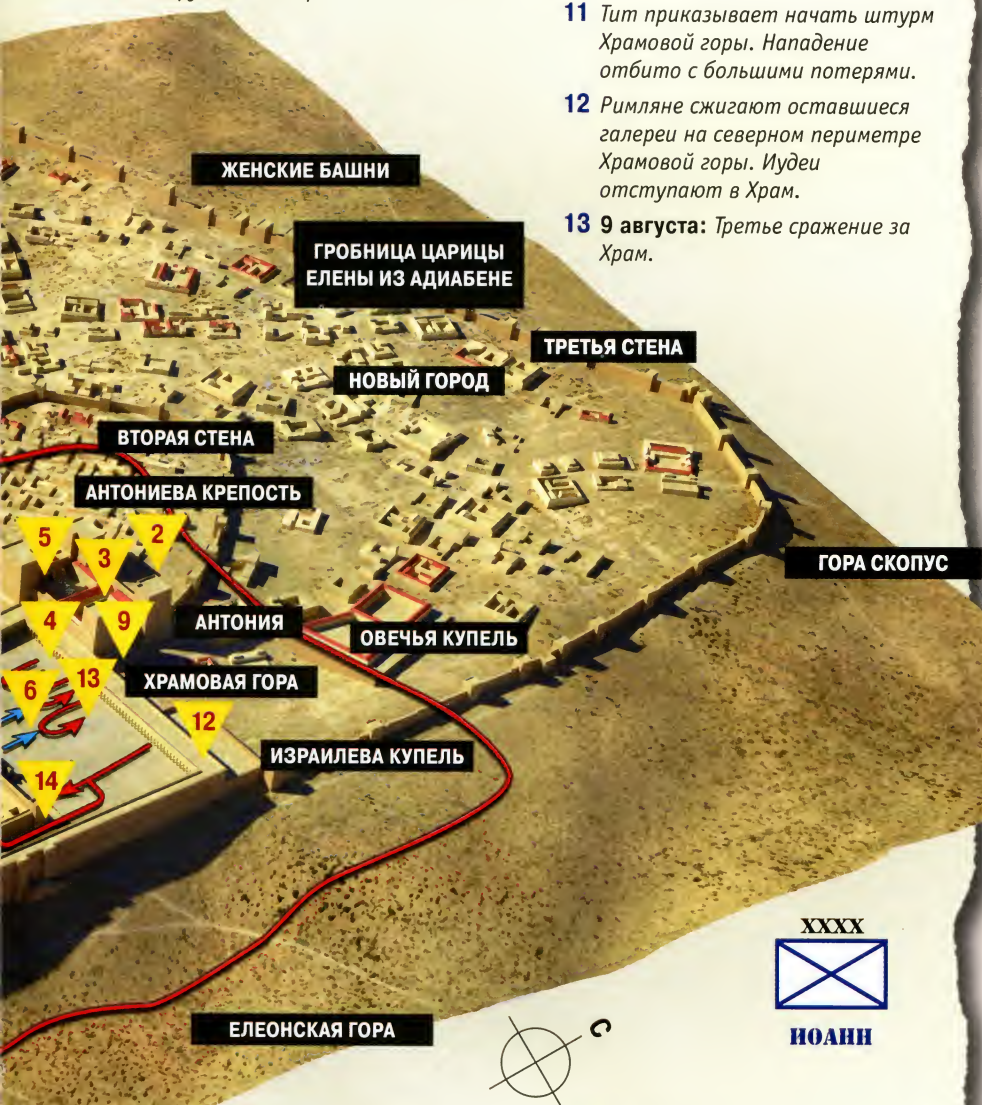 11 Тит приказывает начать штурм
Храмовой горы. Нападение
отбито с большими потерями.
12 Римляне сжигают оставшиеся
галереи на северном периметре
Храмовой горы. Иудеи
отступают в Храм.
13 9 августа: Третье сражение за
Храм.
ЖЕНСКИЕ БАШНИ
ГРОБНИЦА ЦАРИЦЫ
ЕЛЕНЫ ИЗ АДИАБЕНЕ
ТРЕТЬЯ СТЕНА
НОВЫЙ ГОРОД
ВТОРАЯ СТЕНА
АНТОНИЕВА КРЕПОСТЬ
5
3
2
ГОРА СКОПУС
4
9
АНТОНИЯ
ОВЕЧЬЯ КУПЕЛЬ
6
13
ХРАМОВАЯ ГОРА
12
ИЗРАИЛЕВА КУПЕЛЬ
14
XXXX
ИОАНН
ЕЛЕОНСКАЯ ГОРА
С